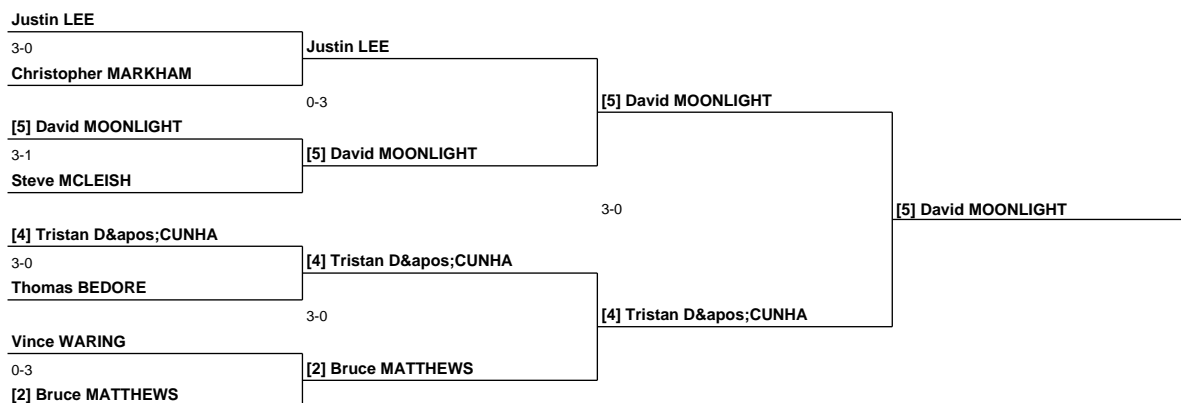 Justin LEE
3-0
Justin LEE
Christopher MARKHAM
0-3
[5] David MOONLIGHT
[5] David MOONLIGHT
3-1
[5] David MOONLIGHT
Steve MCLEISH
3-0
[5] David MOONLIGHT
[4] Tristan D&apos;CUNHA
3-0
[4] Tristan D&apos;CUNHA
Thomas BEDORE
3-0
[4] Tristan D&apos;CUNHA
Vince WARING
0-3
[2] Bruce MATTHEWS
[2] Bruce MATTHEWS